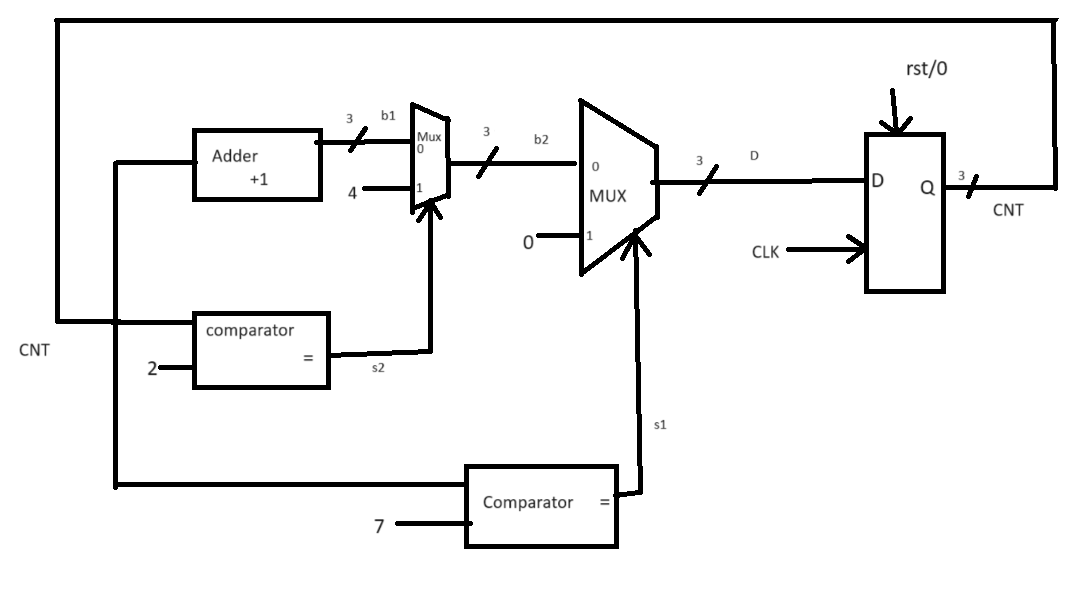 rst/0
3
b1
Adder
+1
Mux
0
4
1
3
b2
0
MUX
0
1
3
D
D
Q
3
CNT
CLK
CNT
comparator
=
2
s2
s1
Comparator
=
7